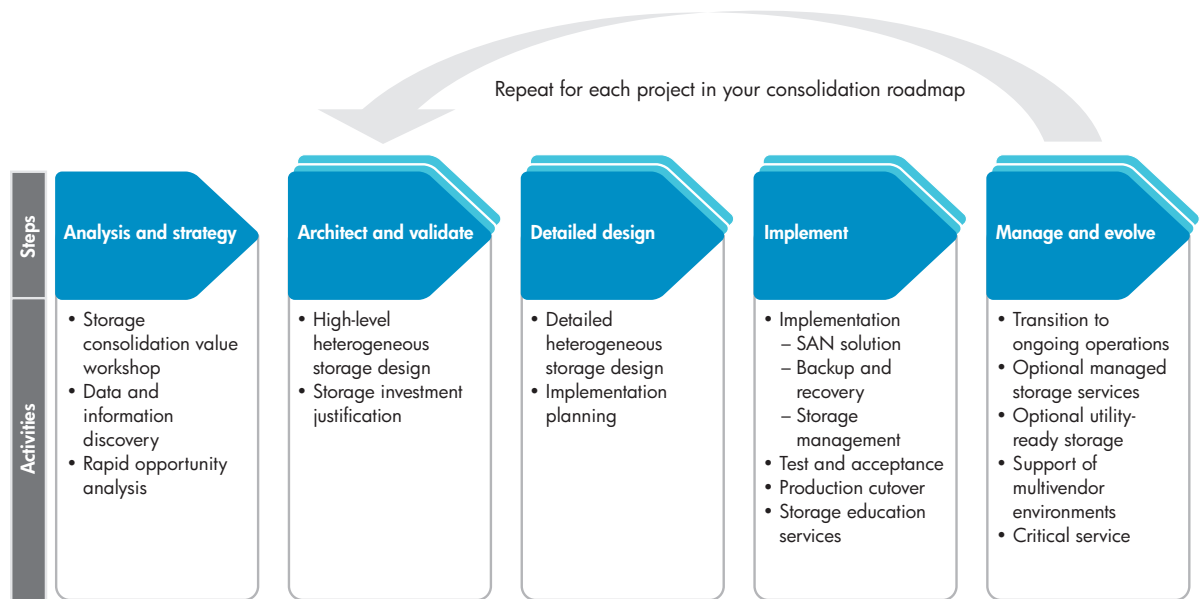 Repeat for each project in your consolidation roadmap
Steps
Analysis and strategy
Architect and validate
Detailed design
Implement
Manage and evolve
Activities
• Storage
consolidation value
workshop
• Data and
information
discovery
• Rapid opportunity
analysis
• High-level
heterogeneous
storage design
• Storage investment
justification
• Detailed
heterogeneous
storage design
• Implementation
planning
• Implementation
– SAN solution
– Backup and
recovery
– Storage
management
• Test and acceptance
• Production cutover
• Storage education
services
• Transition to
ongoing operations
• Optional managed
storage services
• Optional utility-
ready storage
• Support of
multivendor
environments
• Critical service